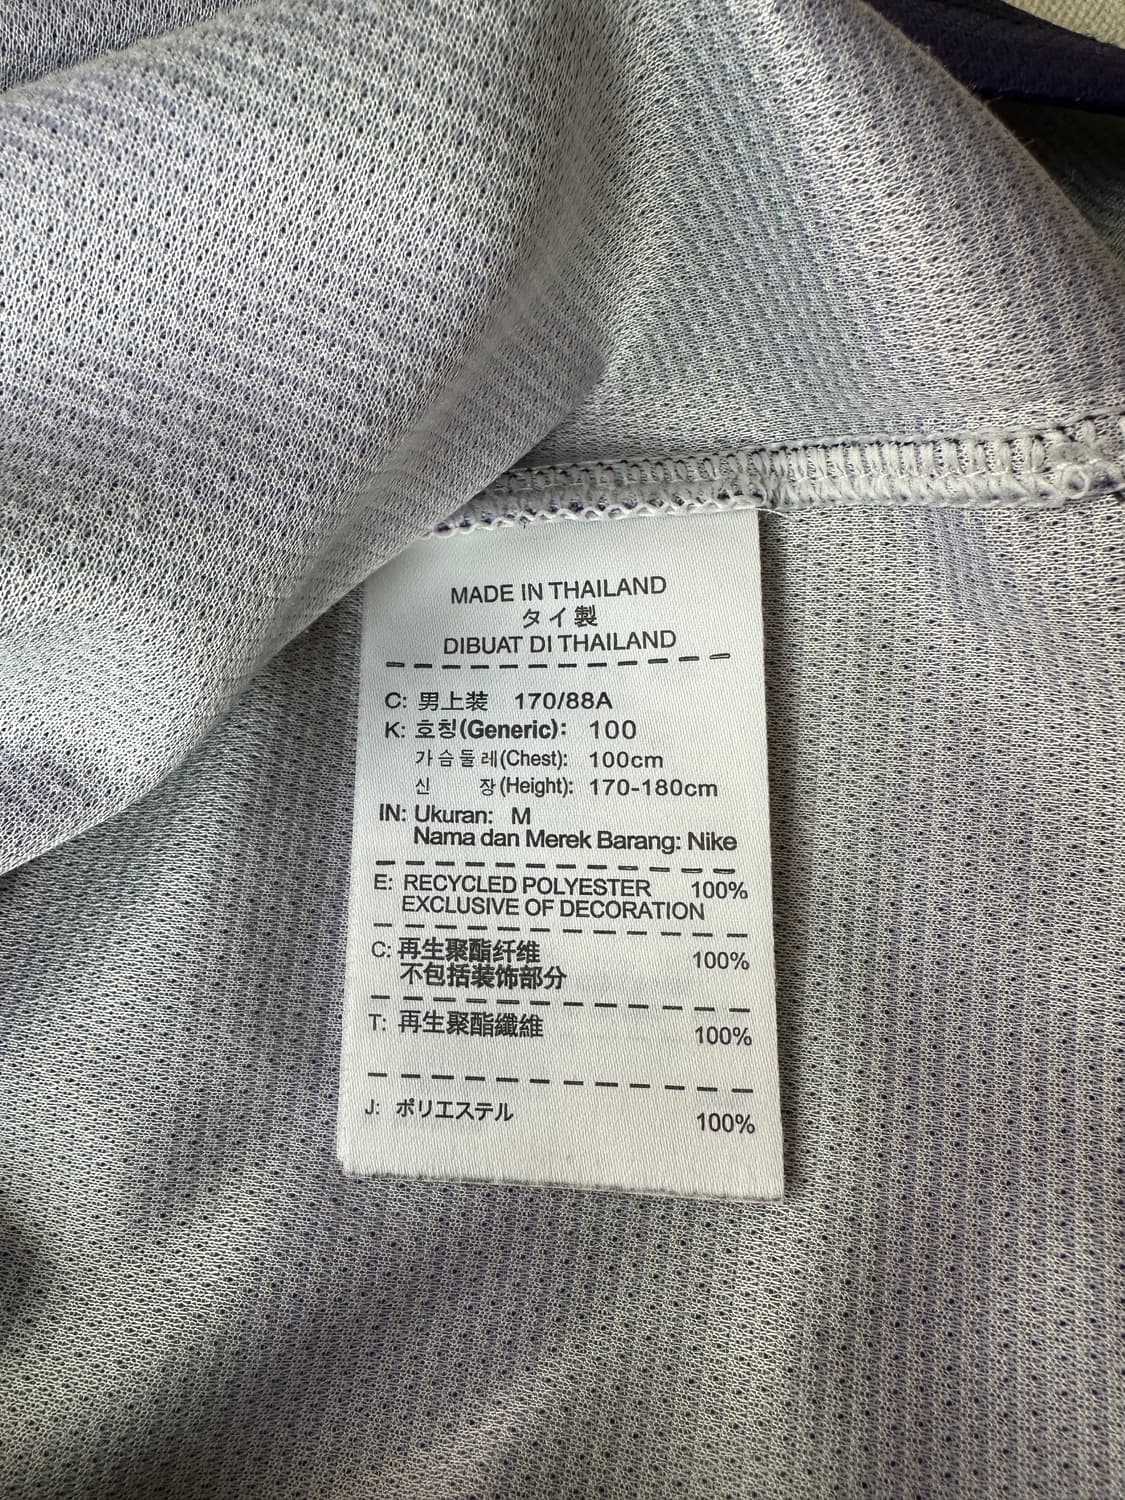 MADE IN THAILAND
タイ製
DIBUAT DI THAILAND
C: 男上装 170/88A
K: 호칭(Generic): 100
가슴둘레(Chest): 100cm
신 장(Height): 170-180cm
IN: Ukuran: M
Nama dan Merek Barang: Nike
E: RECYCLED POLYESTER 100%
EXCLUSIVE OF DECORATION
C: 再生聚酯纤维 100%
不包括装饰部分
T: 再生聚酯纖維 100%
J: ポリエステル 100%